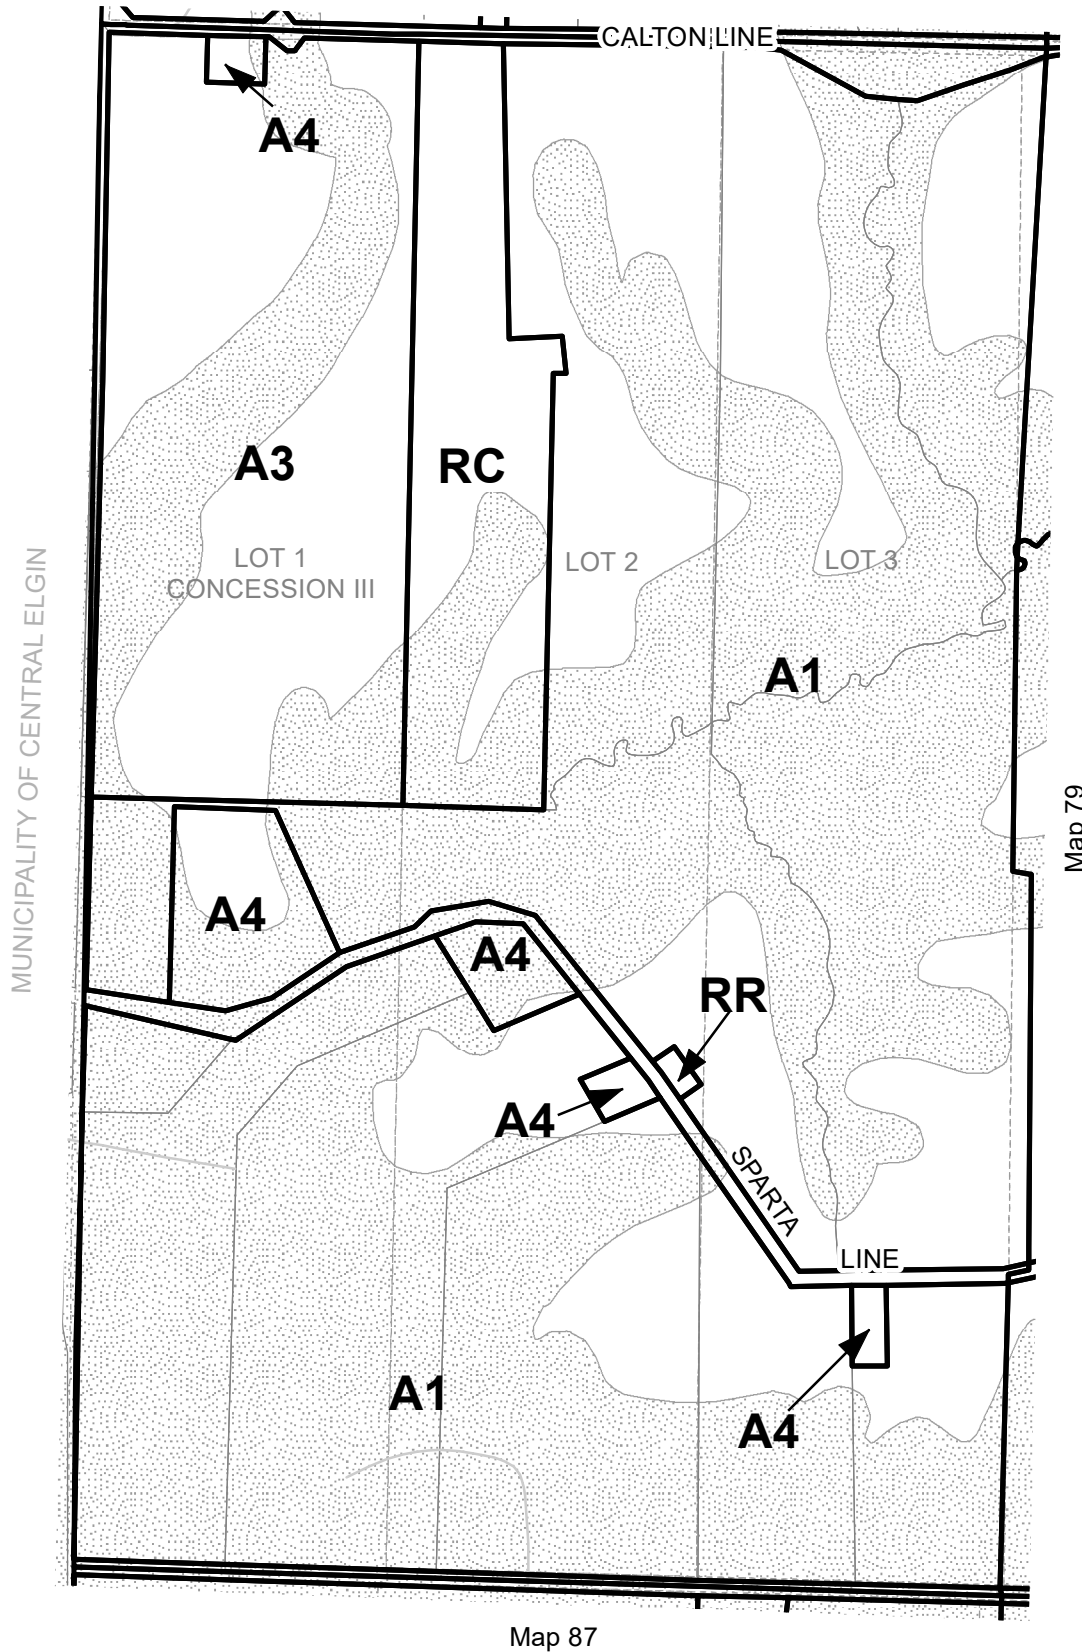 CALTON LINE
A4
A3
RC
LOT 1
CONCESSION III
LOT 2
LOT 3
MUNICIPALITY OF CENTRAL ELGIN
A1
Map 79
A4
A4
RR
A4
SPARTA
LINE
A1
A4
Map 87